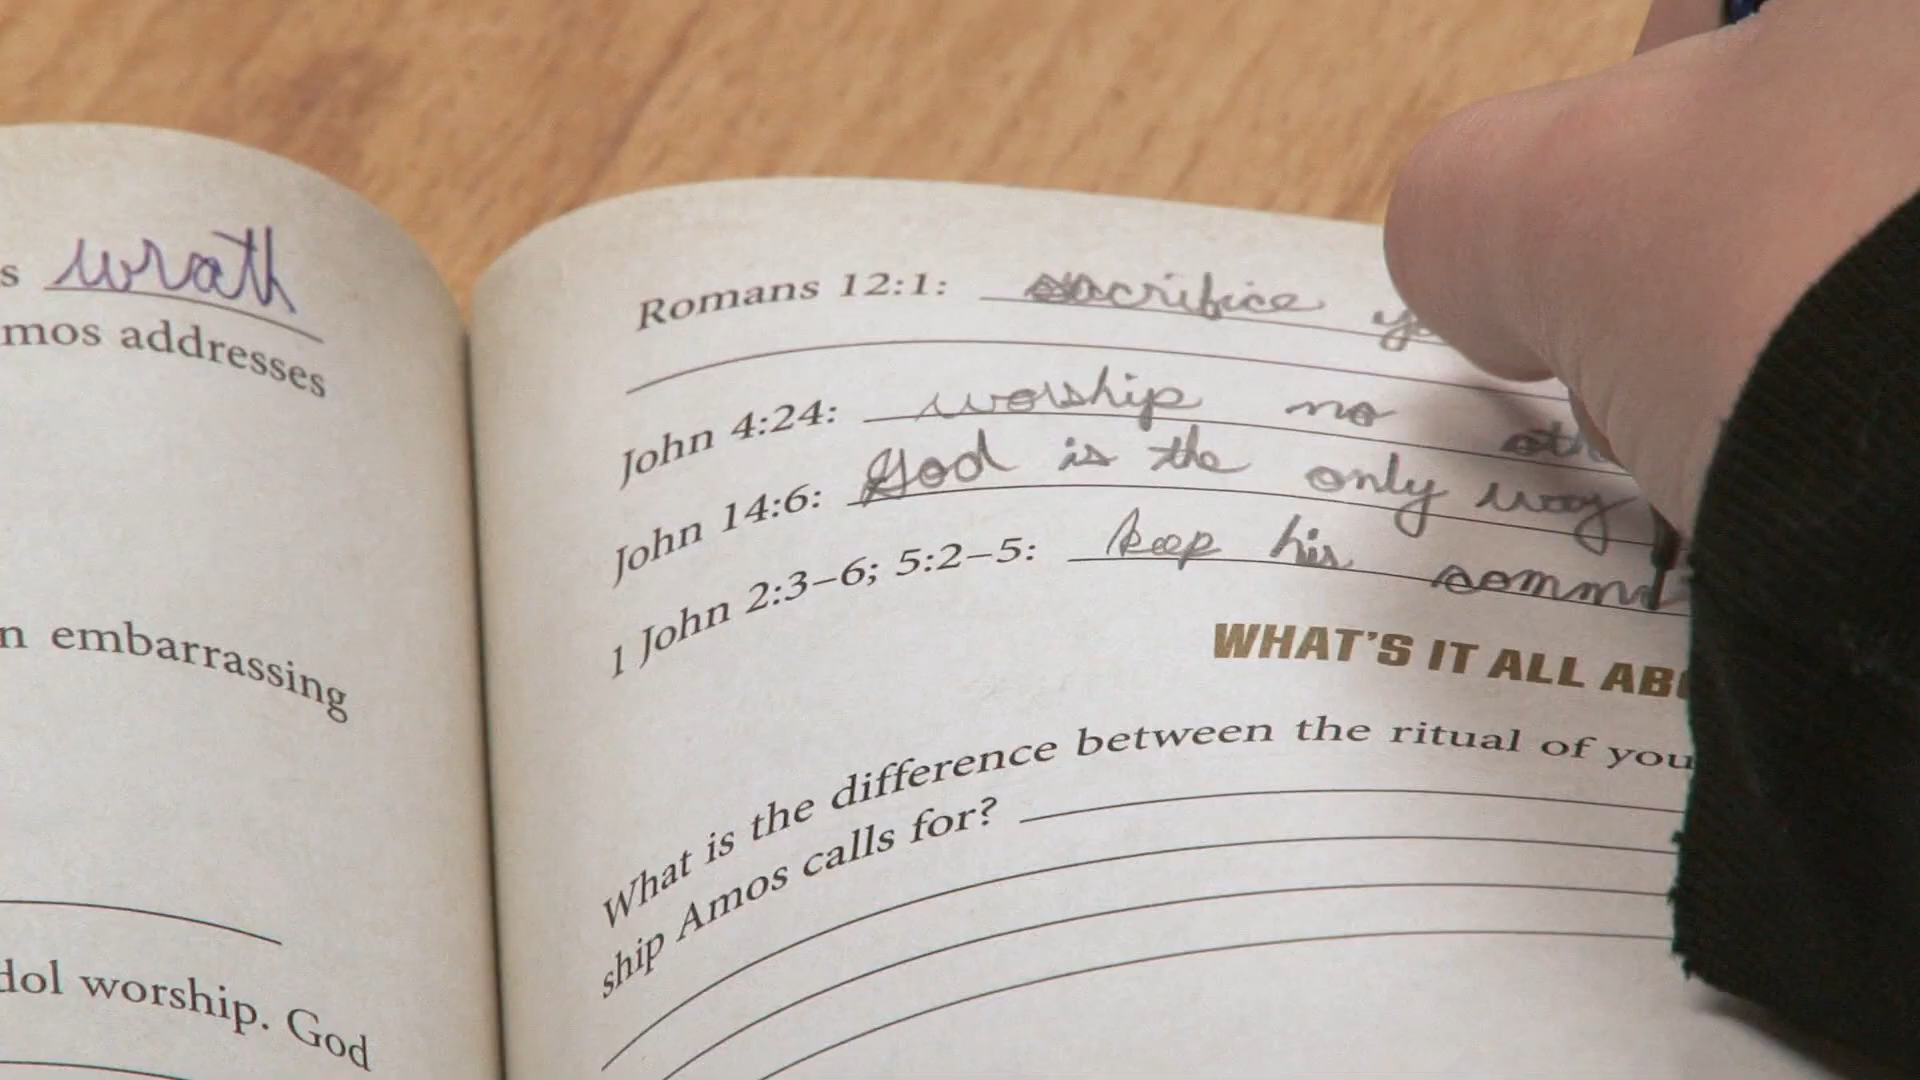 s wrath
mos addresses
n embarrassing
dol worship. God
Romans 12:1: sacrifice
John 4:24: worship no
John 14:6: God is the only way
1 John 2:3–6; 5:2–5: keep his
WHAT'S IT ALL
What is the difference between the ritual of you
ship Amos calls for?